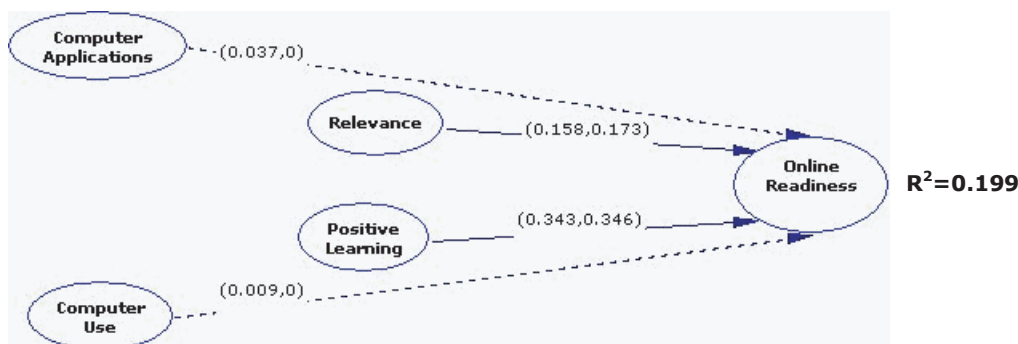 Computer
Applications
(0.037,0)
Relevance
(0.158,0.173)
Online
Readiness
R²=0.199
Positive
Learning
(0.343,0.346)
(0.009,0)
Computer
Use